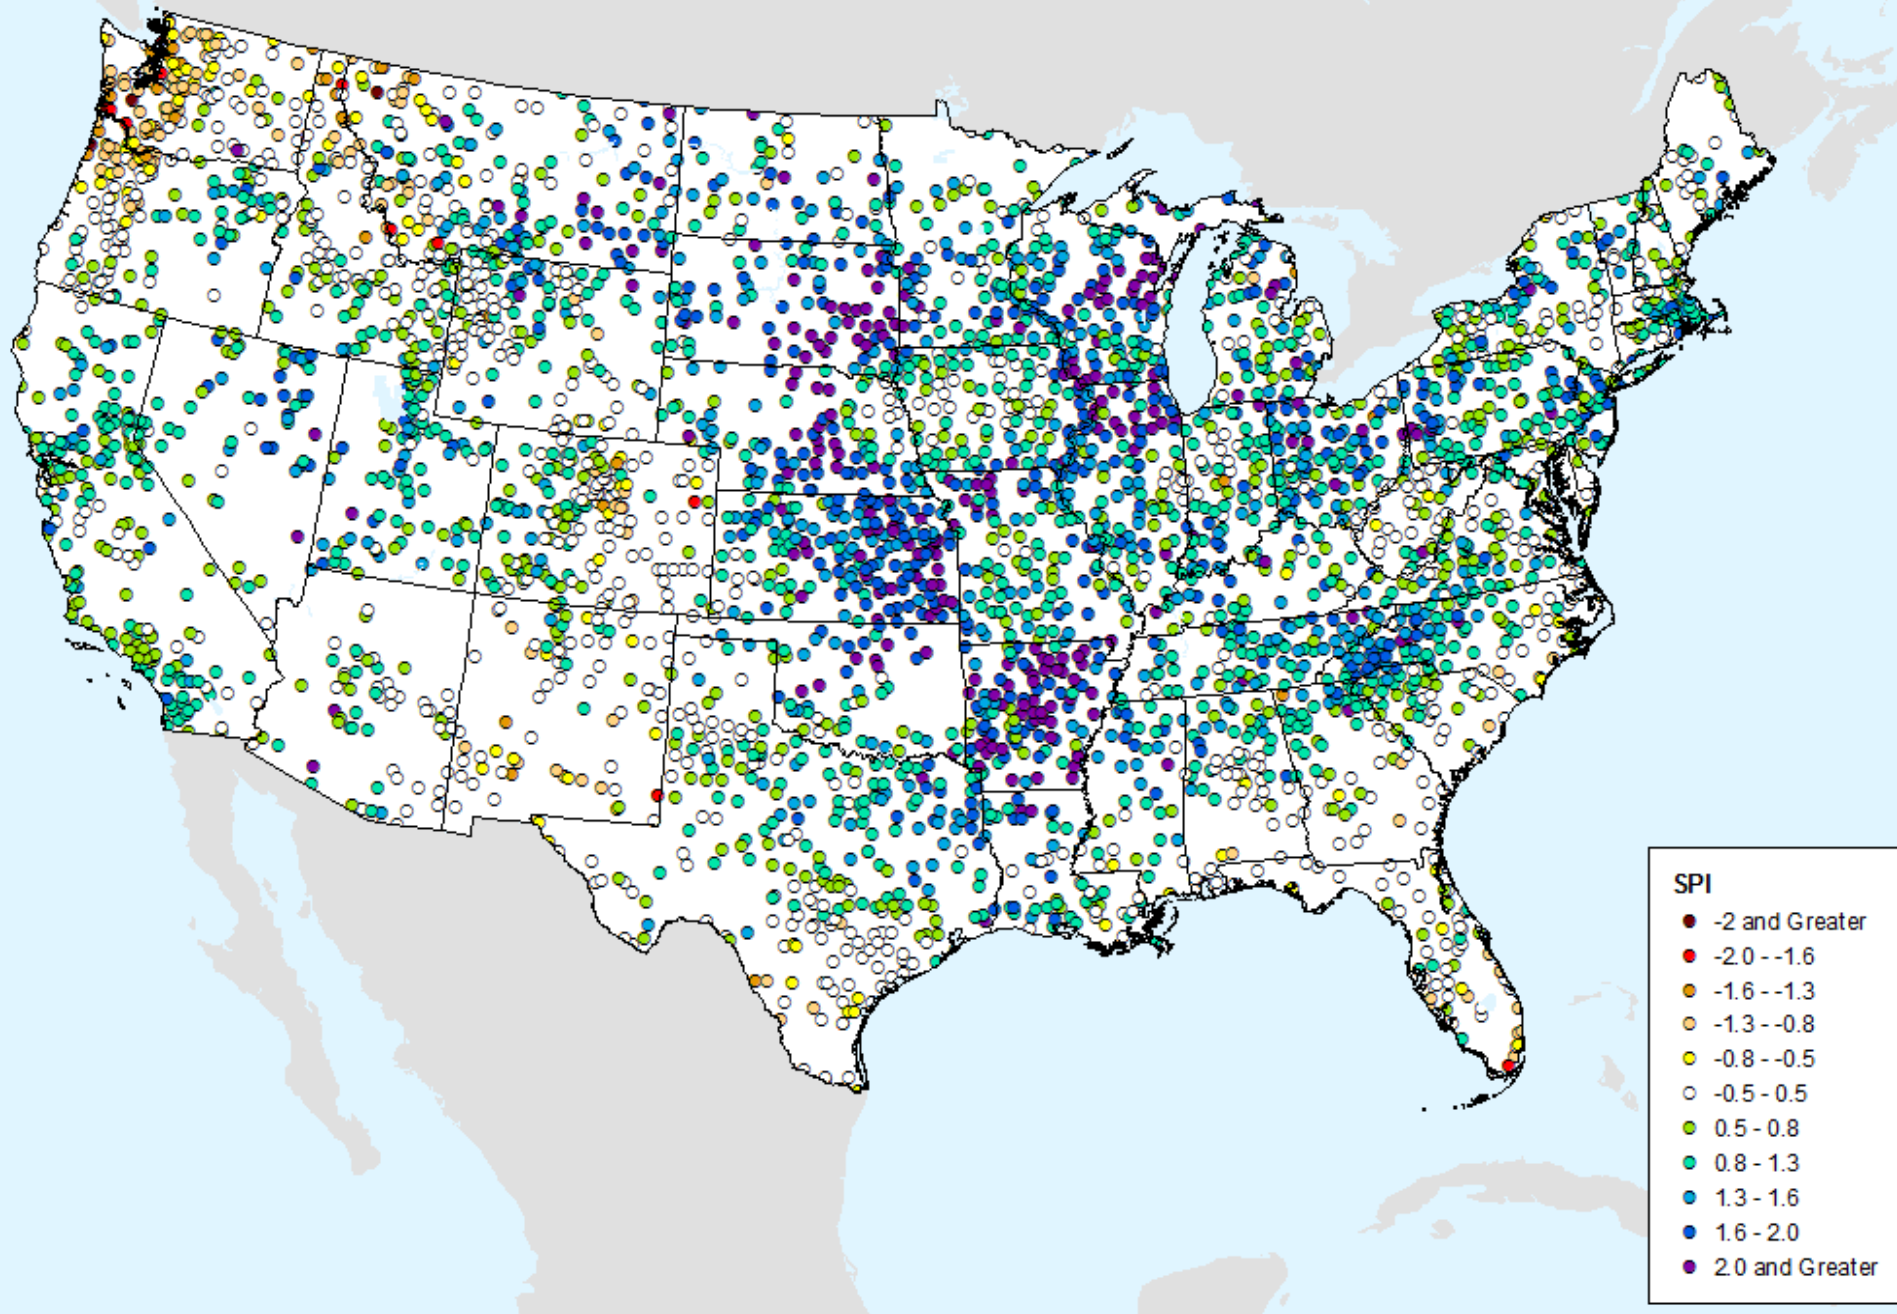 SPI
-2 and Greater
-2.0 - -1.6
-1.6 - -1.3
-1.3 - -0.8
-0.8 - -0.5
-0.5 - 0.5
0.5 - 0.8
0.8 - 1.3
1.3 - 1.6
1.6 - 2.0
2.0 and Greater